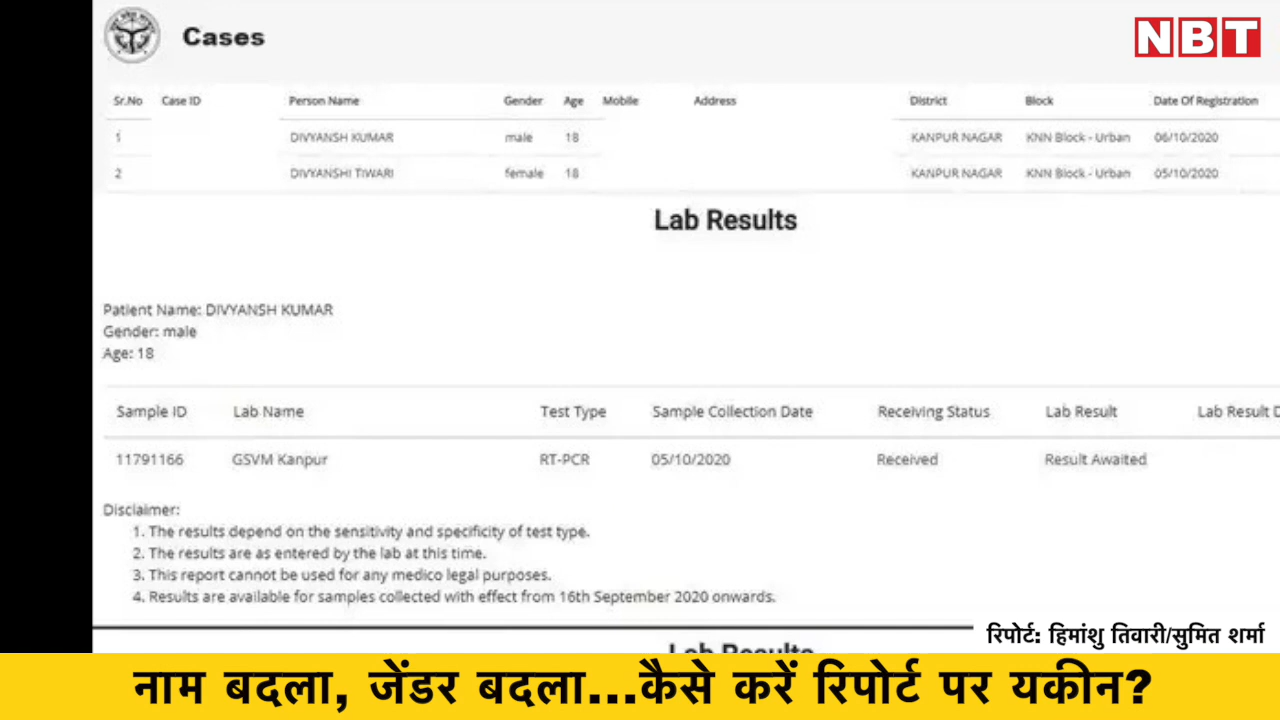 Cases
NBT
Sr.No Case ID Person Name Gender Age Mobile Address District Block Date Of Registration
1 DIVYANSH KUMAR male 18 KANPUR NAGAR KNN Block - Urban 06/10/2020
2 DIVYANSHI TIWARI female 18 KANPUR NAGAR KNN Block - Urban 05/10/2020
Lab Results
Patient Name: DIVYANSH KUMAR
Gender: male
Age: 18
Sample ID Lab Name Test Type Sample Collection Date Receiving Status Lab Result Lab Result D
11791166 GSVM Kanpur RT-PCR 05/10/2020 Received Result Awaited
Disclaimer:
1. The results depend on the sensitivity and specificity of test type.
2. The results are as entered by the lab at this time.
3. This report cannot be used for any medico legal purposes.
4. Results are available for samples collected with effect from 16th September 2020 onwards.
रिपोर्ट: हिमांशु तिवारी/सुमित शर्मा
Lab Results
नाम बदला, जेंडर बदला...कैसे करें रिपोर्ट पर यकीन?